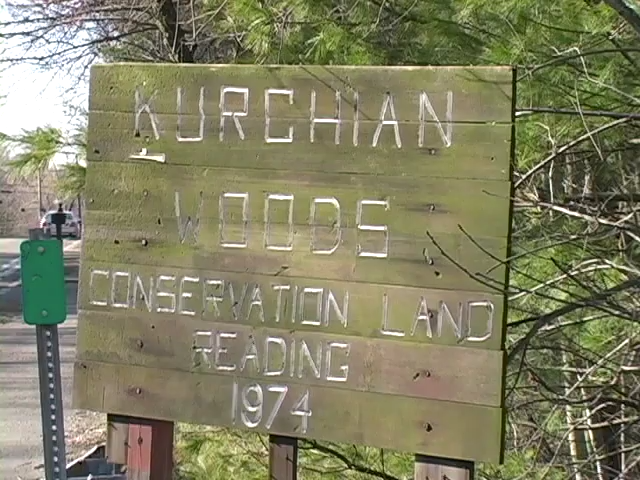 KURCHIAN
WOODS
CONSERVATION LAND
READING
1974